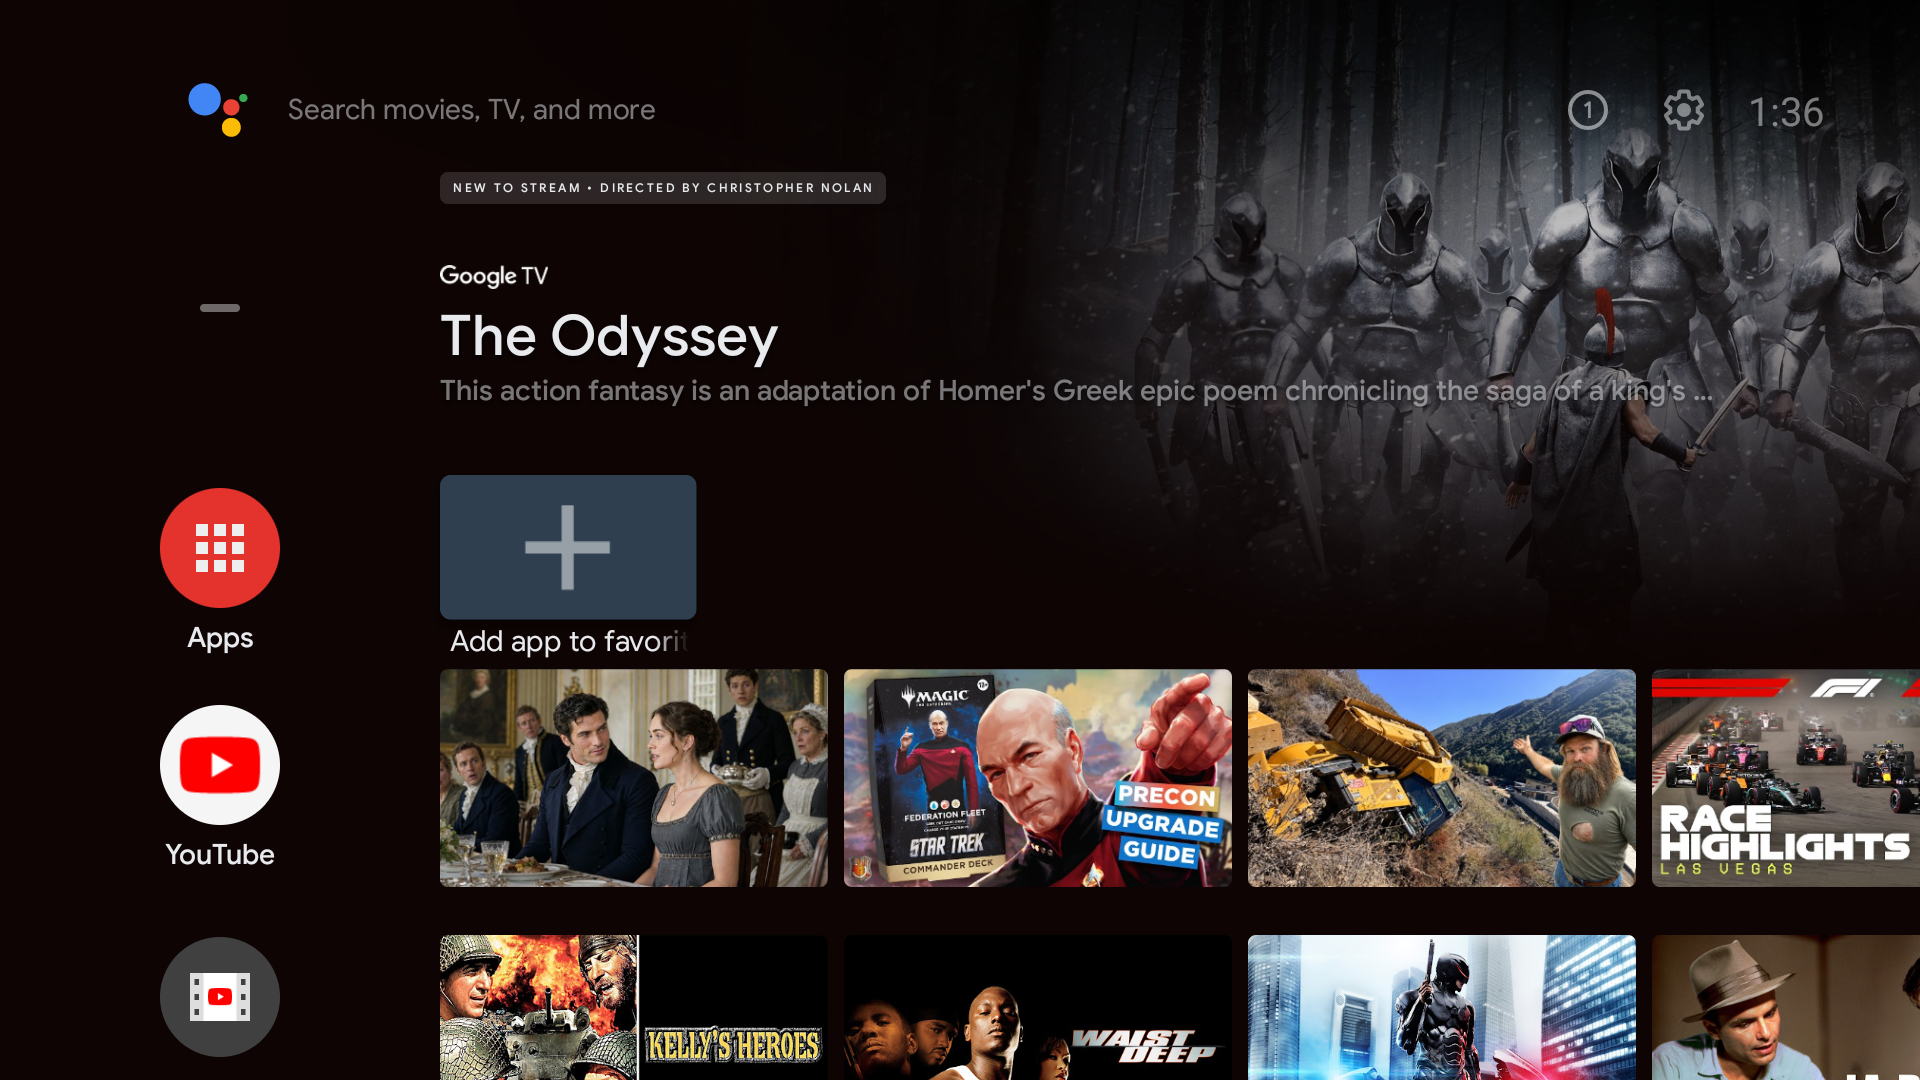 Search movies, TV, and more
1
1:36
NEW TO STREAM • DIRECTED BY CHRISTOPHER NOLAN
Google TV
The Odyssey
This action fantasy is an adaptation of Homer's Greek epic poem chronicling the saga of a king's ...
Add app to favorit
Apps
MAGIC
THE GATHERING
FEDERATION FLEET
STAR TREK
COMMANDER DECK
PRECON
UPGRADE
GUIDE
F1
RACE
HIGHLIGHTS
LAS VEGAS
YouTube
KELLY'S HEROES
WAIST
DEEP